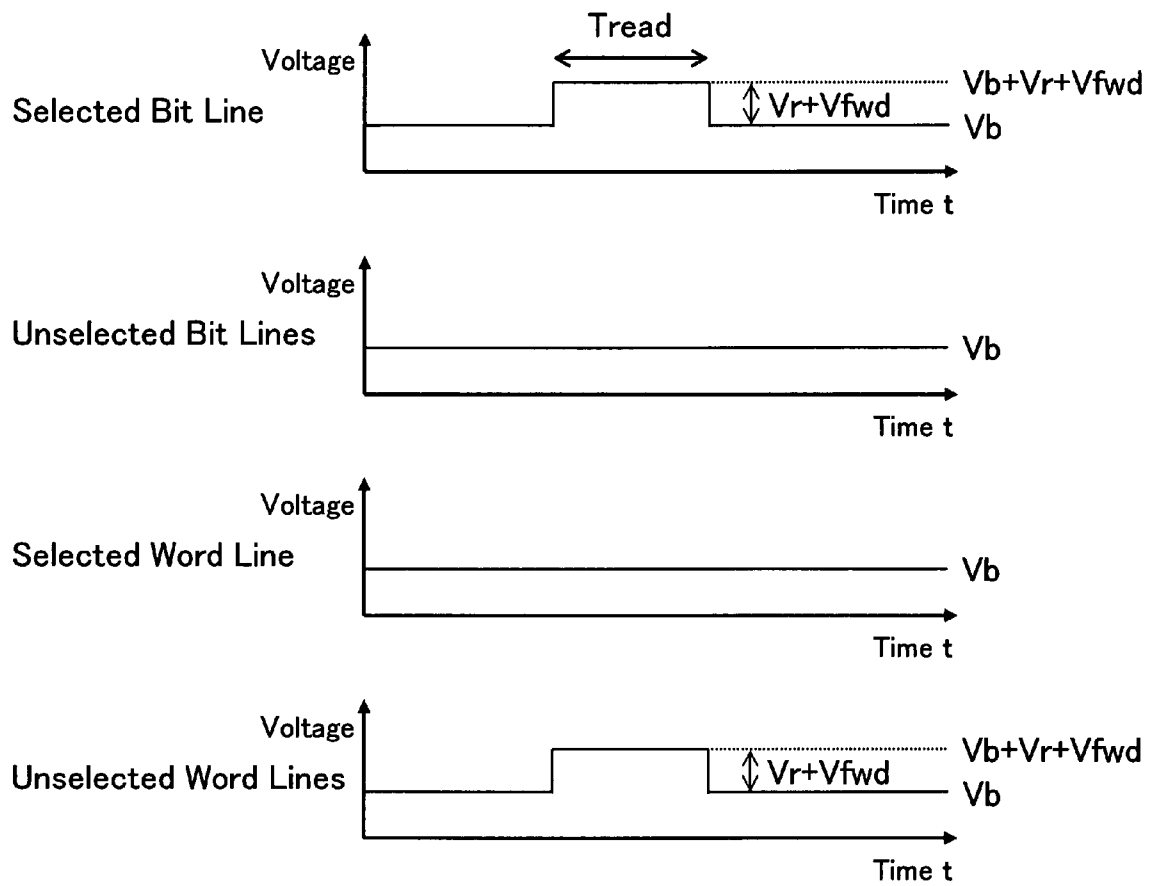 Tread
Voltage
Vb+Vr+Vfwd
Selected Bit Line
Vr+Vfwd
Vb
Time t
Voltage
Unselected Bit Lines
Vb
Time t
Voltage
Selected Word Line
Vb
Time t
Voltage
Vb+Vr+Vfwd
Unselected Word Lines
Vr+Vfwd
Vb
Time t